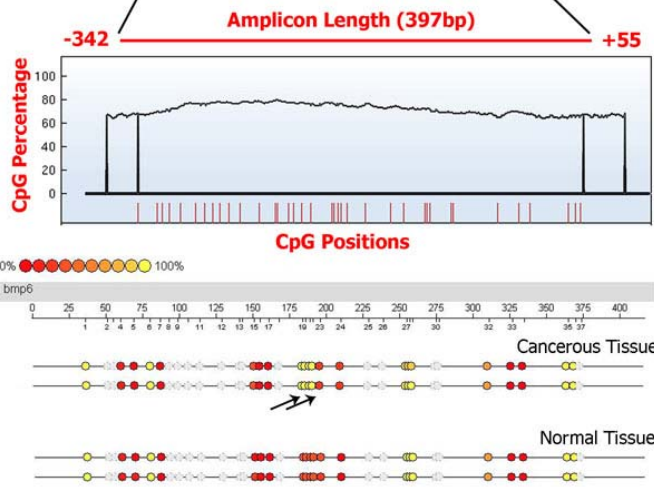 Amplicon Length (397bp)
-342
+55
CpG Percentage
100
80
60
40
20
0
CpG Positions
0% 100%
bmp6
0 25 50 75 100 125 150 175 200 225 250 275 300 325 350 375 400
1 2 4 5 6 7 8 9 11 12 13 15 17 19 23 24 25 26 27 30 32 33 35 37
Cancerous Tissue
Normal Tissue